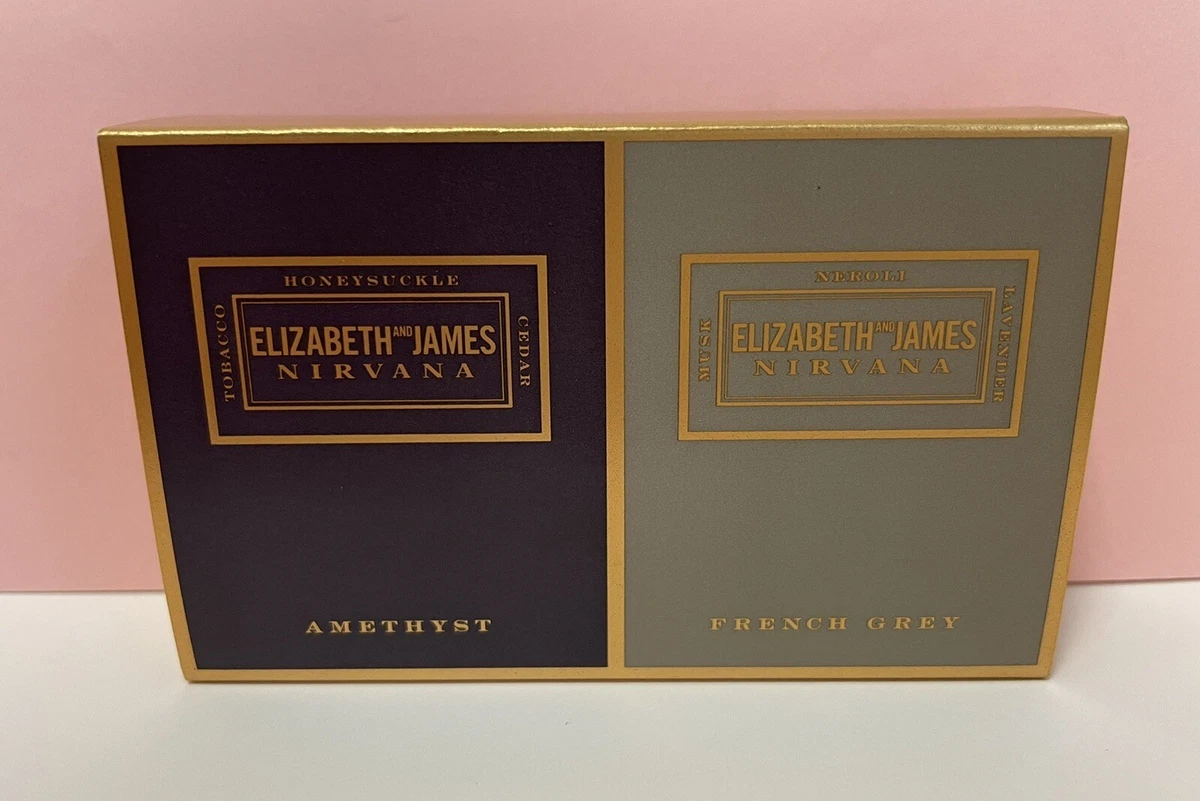 HONEYSUCKLE
TOBACCO
ELIZABETH AND JAMES
NIRVANA
CEDAR
AMETHYST
NEROLI
MUSK
ELIZABETH AND JAMES
NIRVANA
LAVENDER
FRENCH GREY